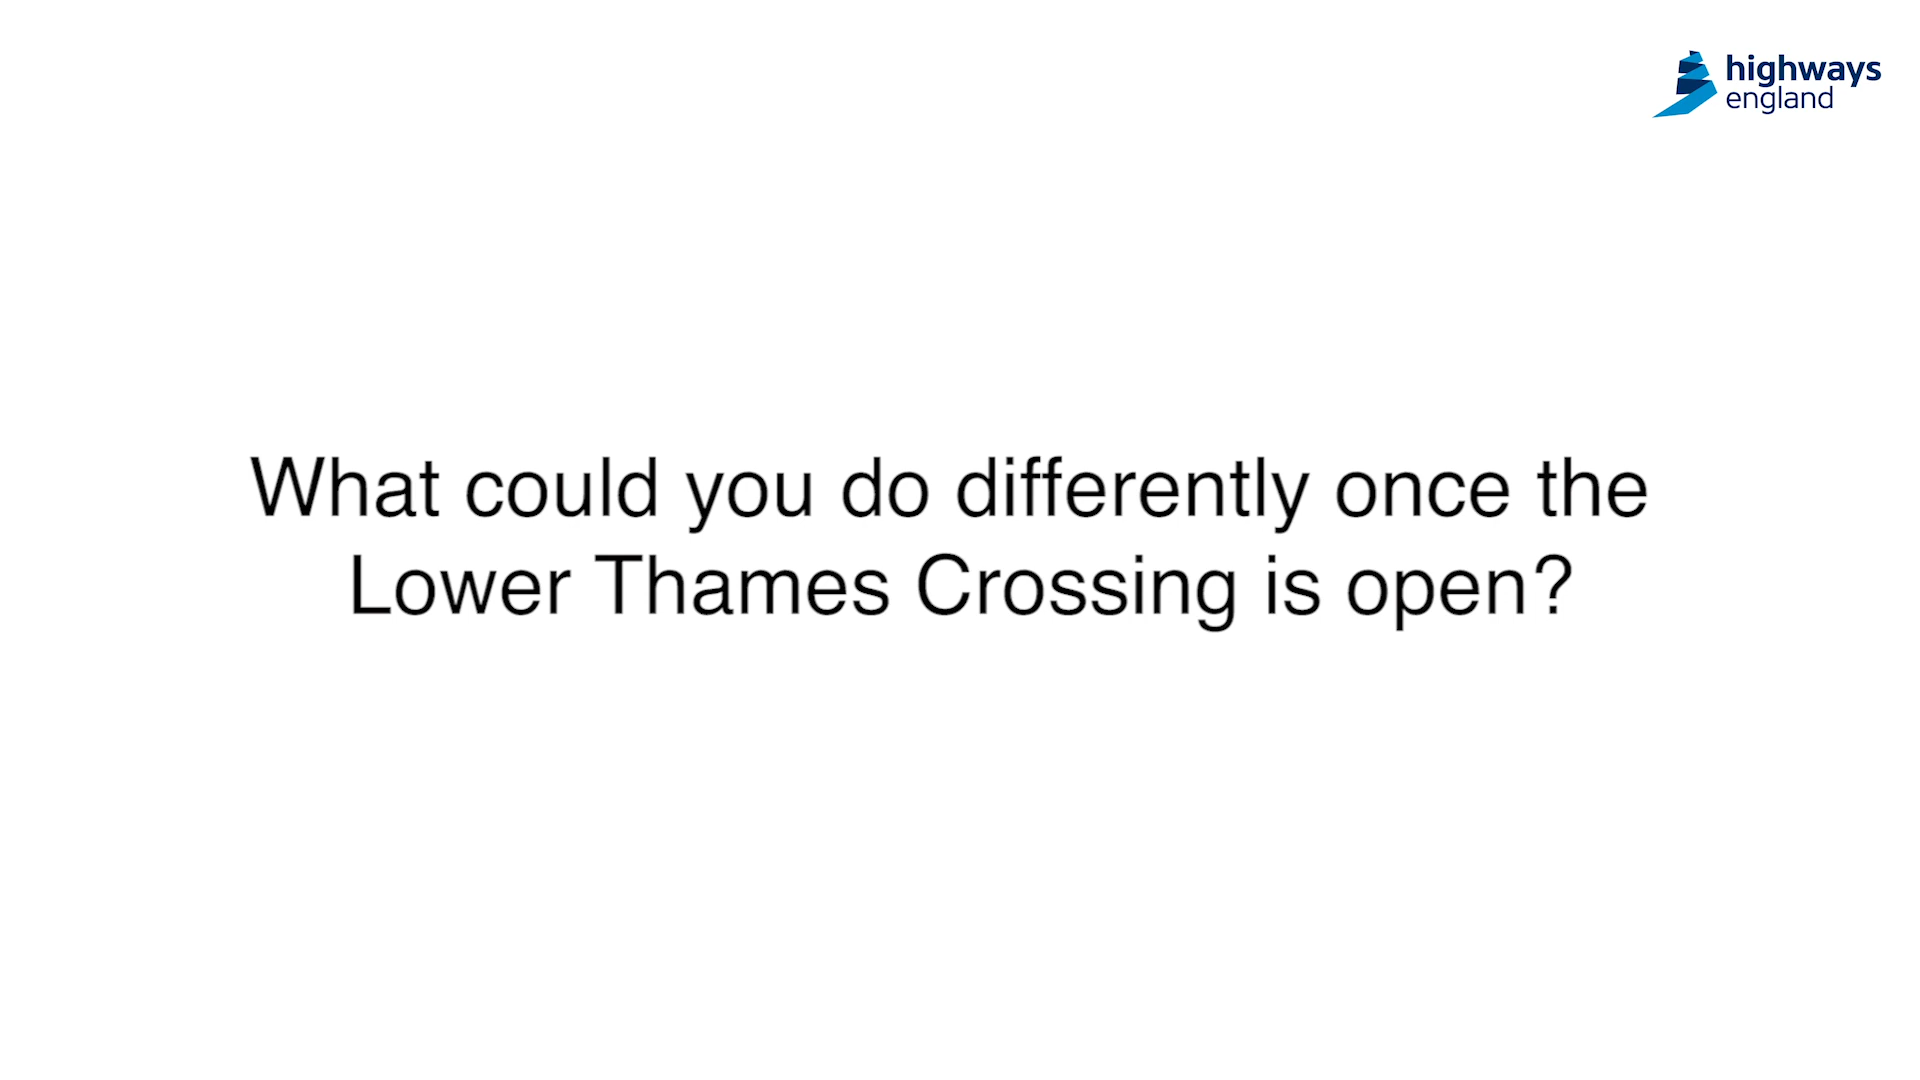 highways
england
What could you do differently once the
Lower Thames Crossing is open?